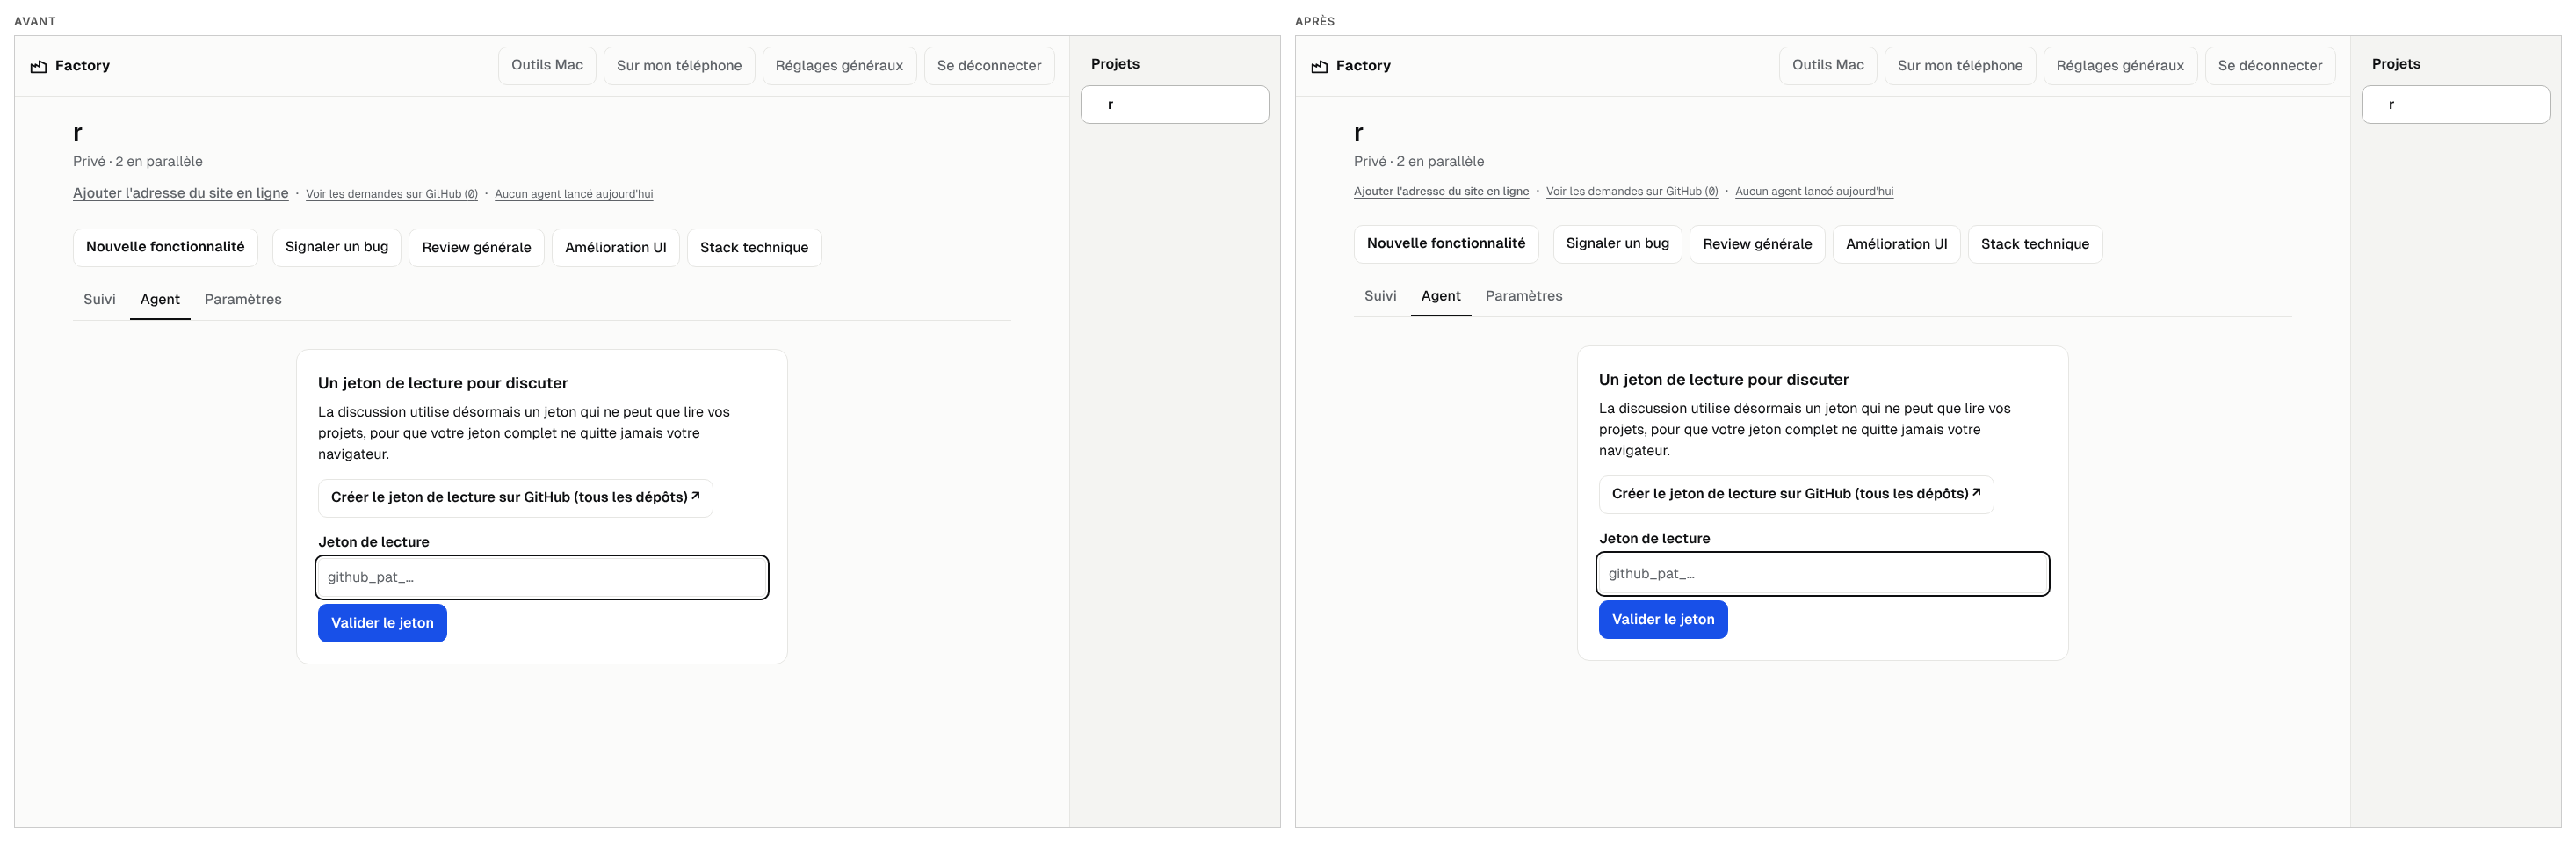 AVANT
Factory
Outils Mac
Sur mon téléphone
Réglages généraux
Se déconnecter
Projets
r
r
Privé · 2 en parallèle
Ajouter l'adresse du site en ligne · Voir les demandes sur GitHub (0) · Aucun agent lancé aujourd'hui
Nouvelle fonctionnalité
Signaler un bug
Review générale
Amélioration UI
Stack technique
Suivi
Agent
Paramètres
Un jeton de lecture pour discuter
La discussion utilise désormais un jeton qui ne peut que lire vos
projets, pour que votre jeton complet ne quitte jamais votre
navigateur.
Créer le jeton de lecture sur GitHub (tous les dépôts) ↗
Jeton de lecture
github_pat_…
Valider le jeton
APRÈS
Factory
Outils Mac
Sur mon téléphone
Réglages généraux
Se déconnecter
Projets
r
r
Privé · 2 en parallèle
Ajouter l'adresse du site en ligne · Voir les demandes sur GitHub (0) · Aucun agent lancé aujourd'hui
Nouvelle fonctionnalité
Signaler un bug
Review générale
Amélioration UI
Stack technique
Suivi
Agent
Paramètres
Un jeton de lecture pour discuter
La discussion utilise désormais un jeton qui ne peut que lire vos
projets, pour que votre jeton complet ne quitte jamais votre
navigateur.
Créer le jeton de lecture sur GitHub (tous les dépôts) ↗
Jeton de lecture
github_pat_…
Valider le jeton